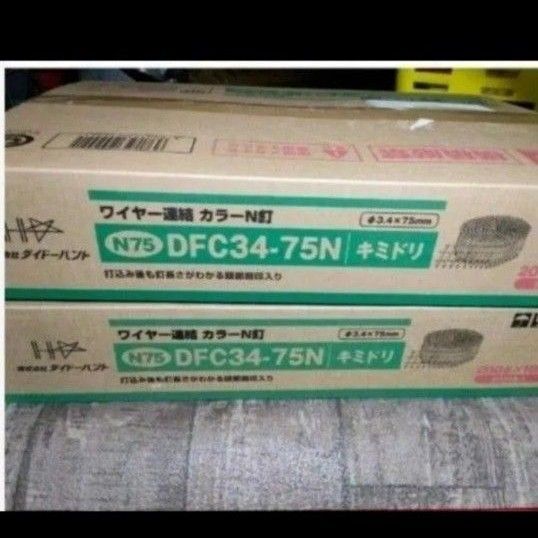 ワイヤー連結 カラーN釘
φ3.4×75mm
N75 DFC34-75N キミドリ
打込み後も釘長さがわかる頭部刻印入り
株式会社 ダイドーハント
ワイヤー連結 カラーN釘
φ3.4×75mm
N75 DFC34-75N キミドリ
打込み後も釘長さがわかる頭部刻印入り
株式会社 ダイドーハント